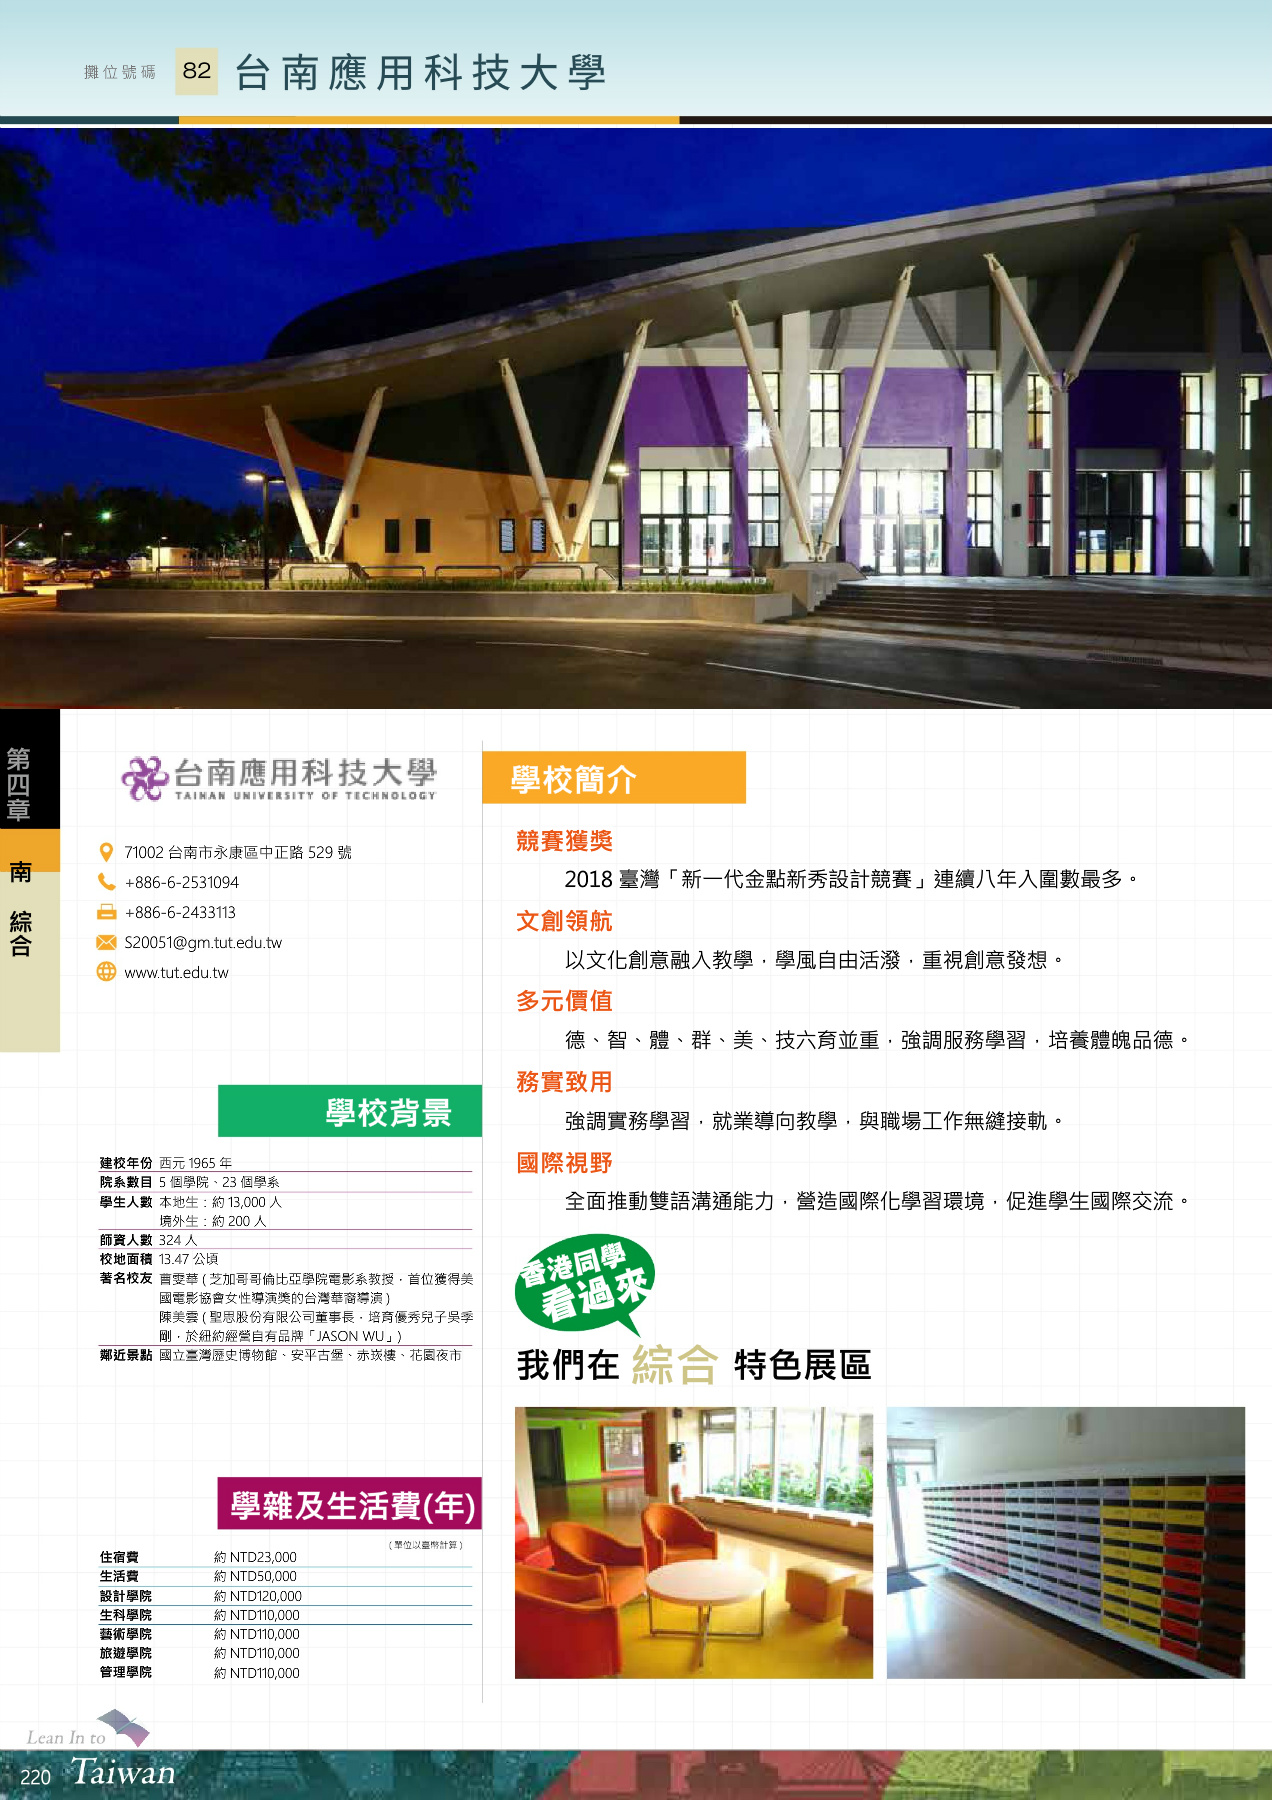 攤位號碼 82 台南應用科技大學
第四章
南
綜合
台南應用科技大學
TAINAN UNIVERSITY OF TECHNOLOGY
71002 台南市永康區中正路 529 號
+886-6-2531094
+886-6-2433113
S20051@gm.tut.edu.tw
www.tut.edu.tw
學校背景
建校年份 西元 1965 年
院系數目 5 個學院、23 個學系
學生人數 本地生：約 13,000 人
境外生：約 200 人
師資人數 324 人
校地面積 13.47 公頃
著名校友 曹雯華 ( 芝加哥哥倫比亞學院電影系教授，首位獲得美
國電影協會女性導演獎的台灣華裔導演 )
陳美雲 ( 聖思股份有限公司董事長，培育優秀兒子吳季
剛，於紐約經營自有品牌「JASON WU」)
鄰近景點 國立臺灣歷史博物館、安平古堡、赤崁樓、花園夜市
學雜及生活費(年)
( 單位以臺幣計算 )
住宿費 約 NTD23,000
生活費 約 NTD50,000
設計學院 約 NTD120,000
生科學院 約 NTD110,000
藝術學院 約 NTD110,000
旅遊學院 約 NTD110,000
管理學院 約 NTD110,000
學校簡介
競賽獲獎
2018 臺灣「新一代金點新秀設計競賽」連續八年入圍數最多。
文創領航
以文化創意融入教學，學風自由活潑，重視創意發想。
多元價值
德、智、體、群、美、技六育並重，強調服務學習，培養體魄品德。
務實致用
強調實務學習，就業導向教學，與職場工作無縫接軌。
國際視野
全面推動雙語溝通能力，營造國際化學習環境，促進學生國際交流。
香港同學
看過來
我們在 綜合 特色展區
Lean In to
220 Taiwan